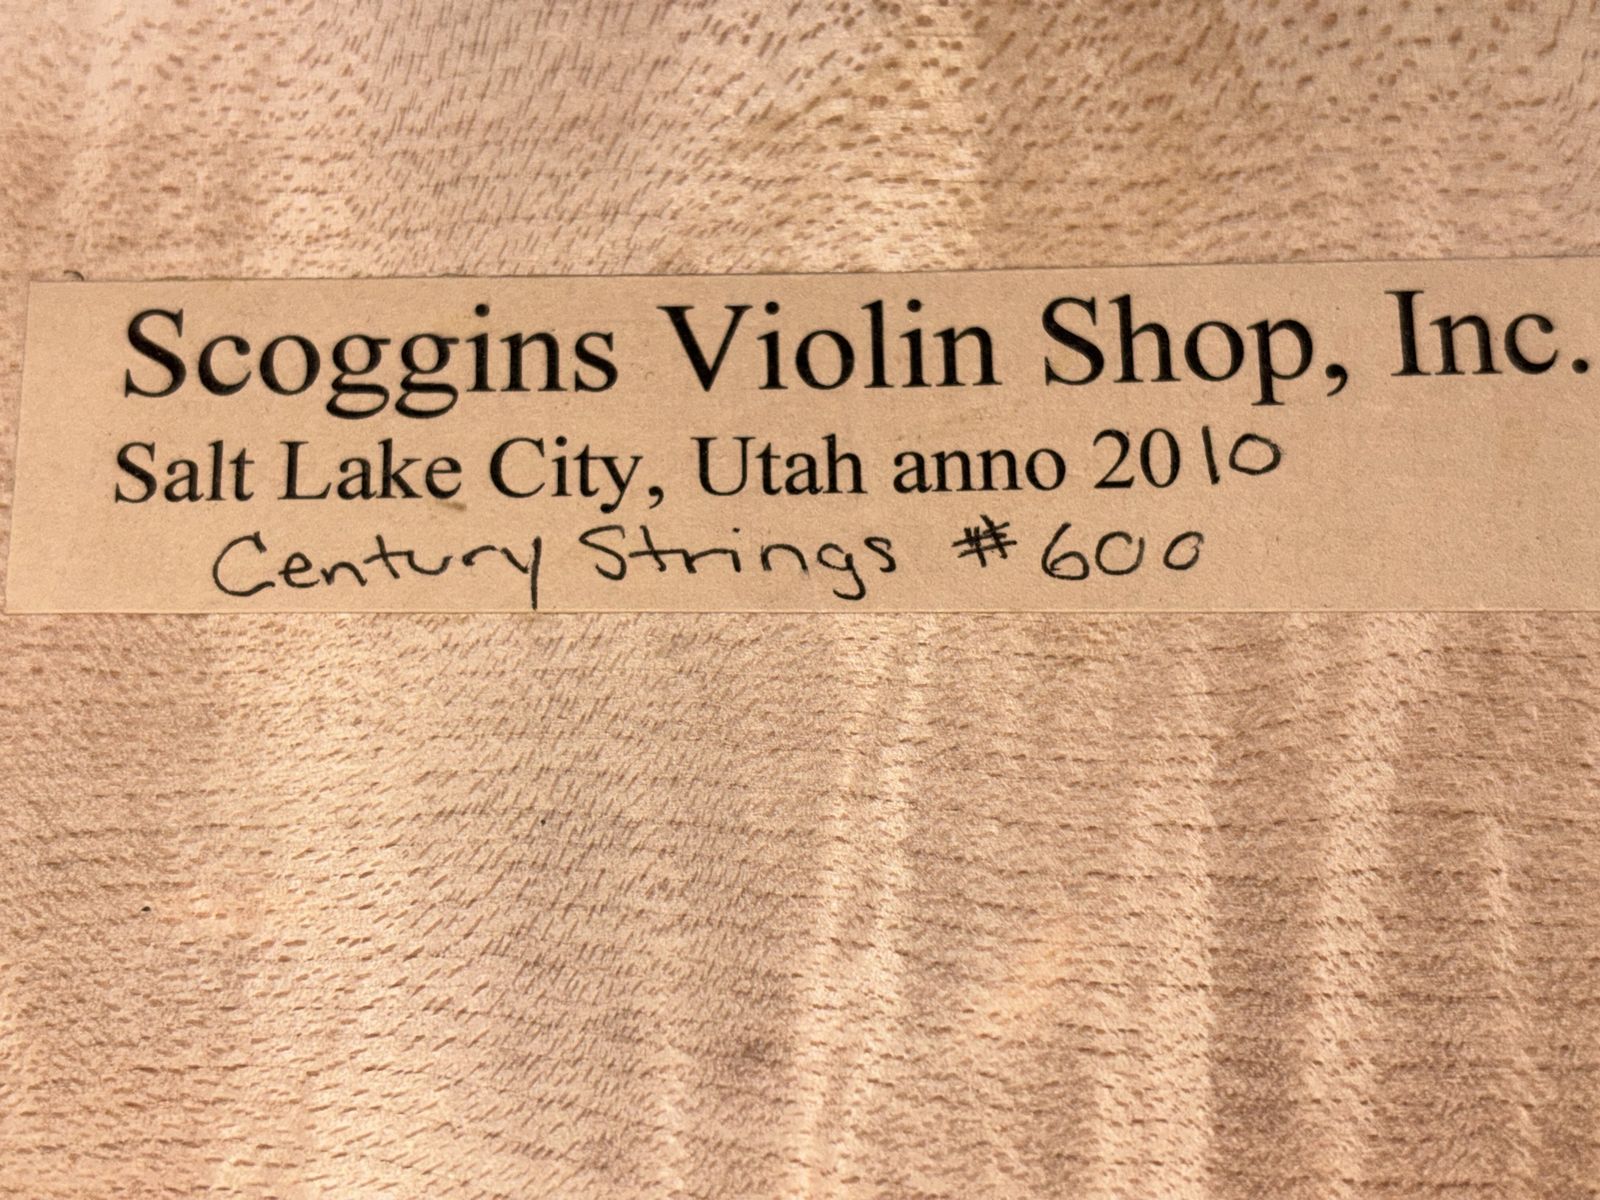 Scoggins Violin Shop, Inc.
Salt Lake City, Utah anno 2010
Century Strings #600